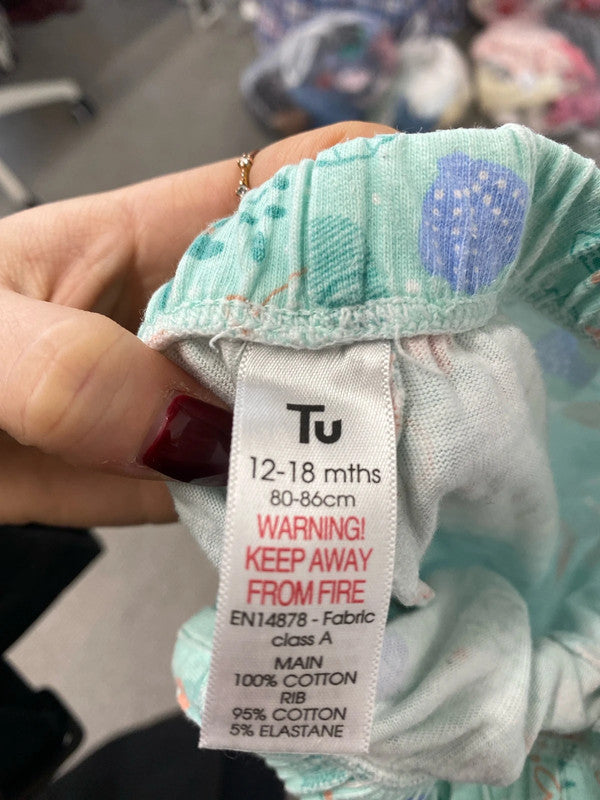 Tu
12-18 mths
80-86cm
WARNING!
KEEP AWAY
FROM FIRE
EN14878 - Fabric
class A
MAIN
100% COTTON
RIB
95% COTTON
5% ELASTANE